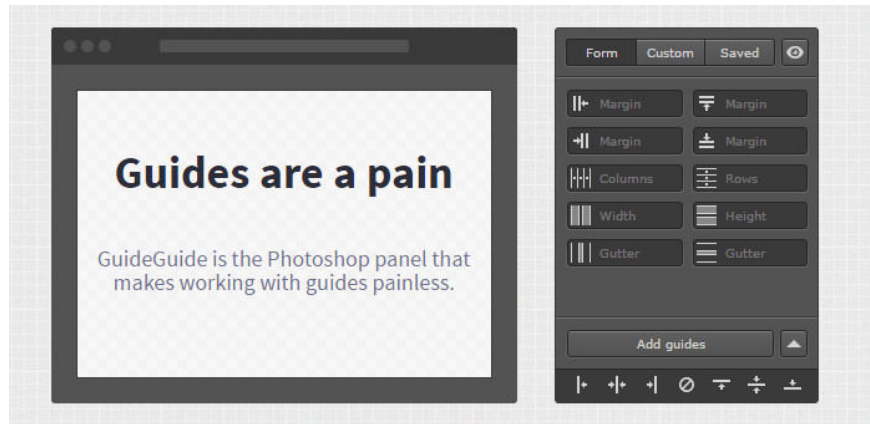 Guides are a pain
GuideGuide is the Photoshop panel that
makes working with guides painless.
Form Custom Saved
Margin Margin
Margin Margin
Columns Rows
Width Height
Gutter Gutter
Add guides